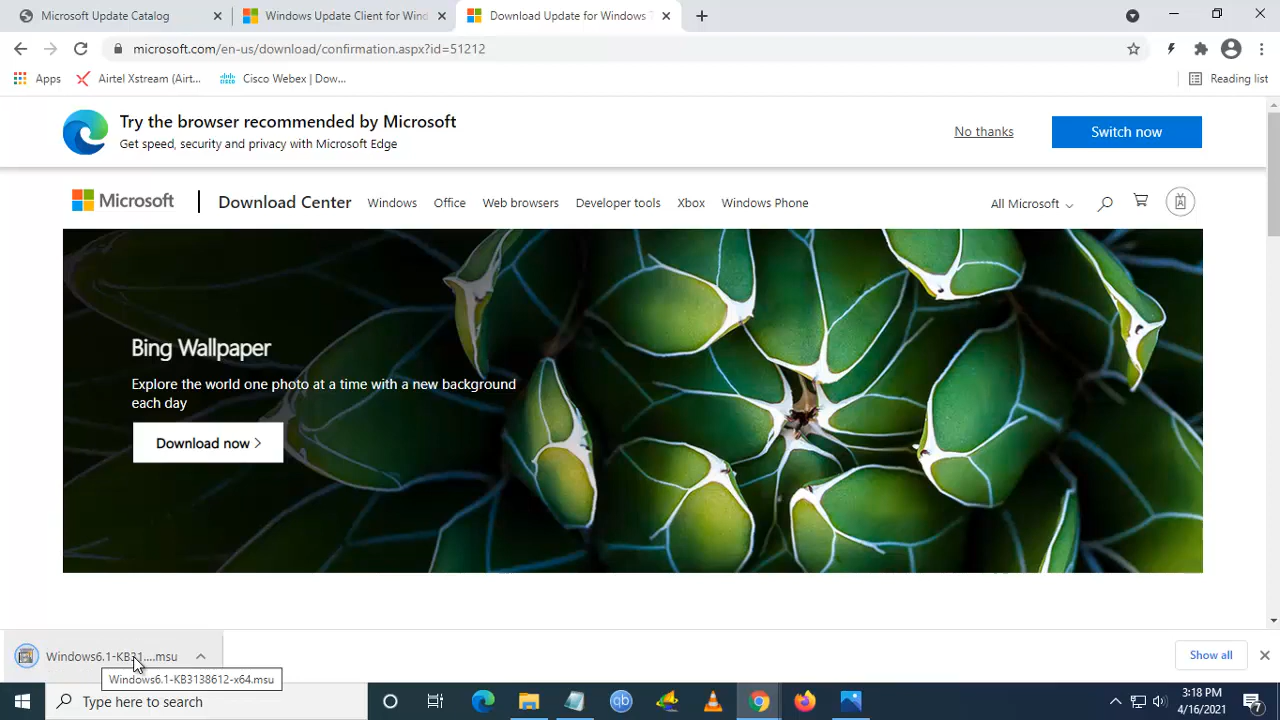 Microsoft Update Catalog
Windows Update Client for Wind
Download Update for Windows 7
microsoft.com/en-us/download/confirmation.aspx?id=51212
Apps
Airtel Xstream (Airt...
Cisco Webex | Dow...
Reading list
Try the browser recommended by Microsoft
Get speed, security and privacy with Microsoft Edge
No thanks
Switch now
Microsoft
Download Center
Windows
Office
Web browsers
Developer tools
Xbox
Windows Phone
All Microsoft
Bing Wallpaper
Explore the world one photo at a time with a new background
each day
Download now
Windows6.1-KB31....msu
Windows6.1-KB3138612-x64.msu
Show all
Type here to search
qb
3:18 PM
4/16/2021
7